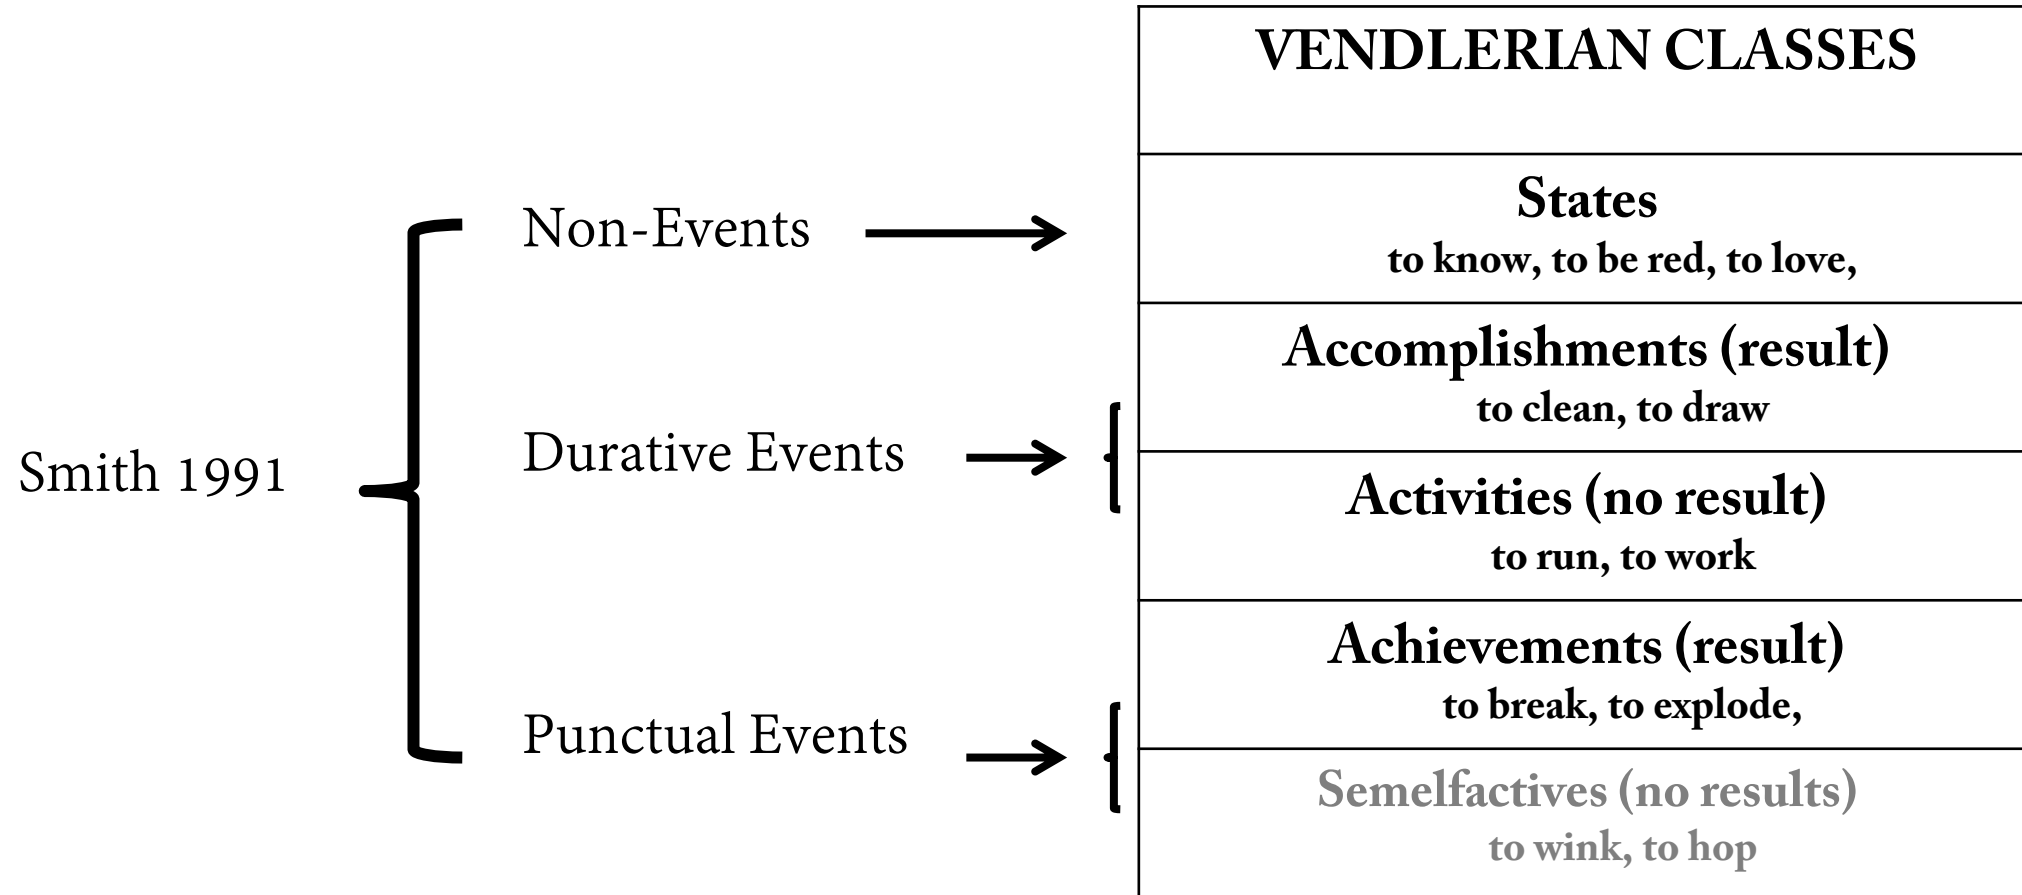 VENDLERIAN CLASSES
Non-Events
States
to know, to be red, to love,
Smith 1991
Durative Events
Accomplishments (result)
to clean, to draw
Activities (no result)
to run, to work
Punctual Events
Achievements (result)
to break, to explode,
Semelfactives (no results)
to wink, to hop